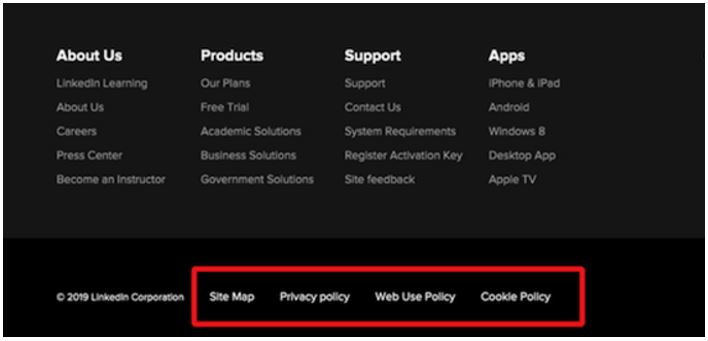 About Us Products Support Apps
LinkedIn Learning Our Plans Support iPhone & iPad
About Us Free Trial Contact Us Android
Careers Academic Solutions System Requirements Windows 8
Press Center Business Solutions Register Activation Key Desktop App
Become an Instructor Government Solutions Site feedback Apple TV
© 2019 LinkedIn Corporation Site Map Privacy policy Web Use Policy Cookie Policy